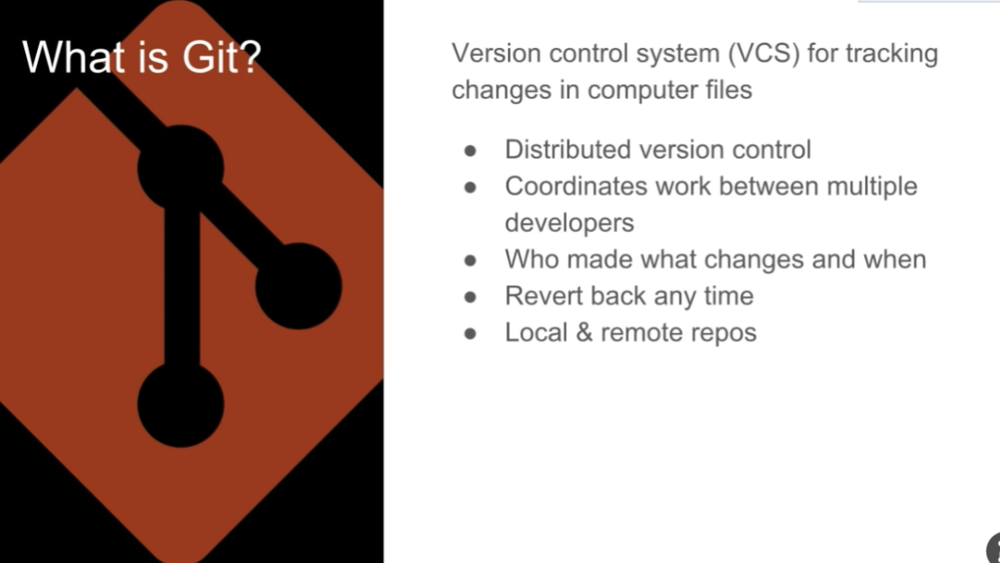 What is Git?
Version control system (VCS) for tracking
changes in computer files
● Distributed version control
● Coordinates work between multiple
developers
● Who made what changes and when
● Revert back any time
● Local & remote repos